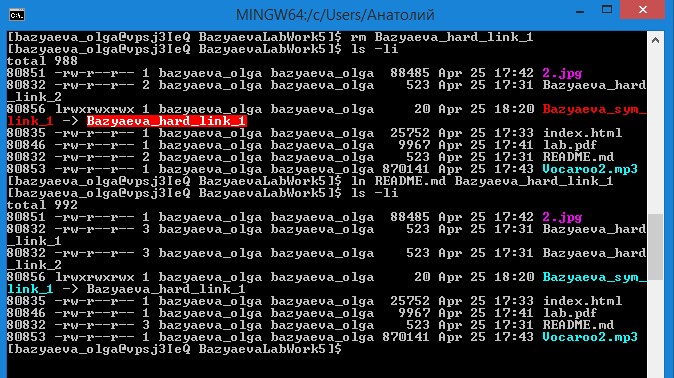 MINGW64:/c/Users/Анатолий
[bazyaeva_olga@vpsj3IeQ BazyaevaLabWork5]$ rm Bazyaeva_hard_link_1
[bazyaeva_olga@vpsj3IeQ BazyaevaLabWork5]$ ls -li
total 988
80851 -rw-r--r-- 1 bazyaeva_olga bazyaeva_olga  88485 Apr 25 17:42 2.jpg
80832 -rw-r--r-- 2 bazyaeva_olga bazyaeva_olga    523 Apr 25 17:31 Bazyaeva_hard
_link_2
80856 lrwxrwxrwx 1 bazyaeva_olga bazyaeva_olga     20 Apr 25 18:20 Bazyaeva_sym_
link_1 -> Bazyaeva_hard_link_1
80835 -rw-r--r-- 1 bazyaeva_olga bazyaeva_olga  25752 Apr 25 17:33 index.html
80846 -rw-r--r-- 1 bazyaeva_olga bazyaeva_olga   9967 Apr 25 17:41 lab.pdf
80832 -rw-r--r-- 2 bazyaeva_olga bazyaeva_olga    523 Apr 25 17:31 README.md
80853 -rw-r--r-- 1 bazyaeva_olga bazyaeva_olga 870141 Apr 25 17:43 Vocaroo2.mp3
[bazyaeva_olga@vpsj3IeQ BazyaevaLabWork5]$ ln README.md Bazyaeva_hard_link_1
[bazyaeva_olga@vpsj3IeQ BazyaevaLabWork5]$ ls -li
total 992
80851 -rw-r--r-- 1 bazyaeva_olga bazyaeva_olga  88485 Apr 25 17:42 2.jpg
80832 -rw-r--r-- 3 bazyaeva_olga bazyaeva_olga    523 Apr 25 17:31 Bazyaeva_hard
_link_1
80832 -rw-r--r-- 3 bazyaeva_olga bazyaeva_olga    523 Apr 25 17:31 Bazyaeva_hard
_link_2
80856 lrwxrwxrwx 1 bazyaeva_olga bazyaeva_olga     20 Apr 25 18:20 Bazyaeva_sym_
link_1 -> Bazyaeva_hard_link_1
80835 -rw-r--r-- 1 bazyaeva_olga bazyaeva_olga  25752 Apr 25 17:33 index.html
80846 -rw-r--r-- 1 bazyaeva_olga bazyaeva_olga   9967 Apr 25 17:41 lab.pdf
80832 -rw-r--r-- 3 bazyaeva_olga bazyaeva_olga    523 Apr 25 17:31 README.md
80853 -rw-r--r-- 1 bazyaeva_olga bazyaeva_olga 870141 Apr 25 17:43 Vocaroo2.mp3
[bazyaeva_olga@vpsj3IeQ BazyaevaLabWork5]$